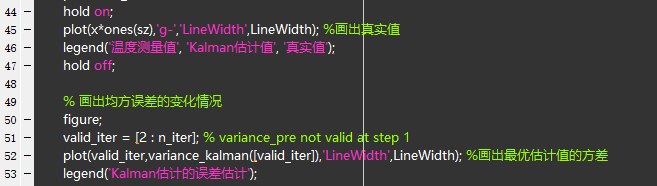 44 — hold on;
45 — plot(x*ones(sz),'g-','LineWidth',LineWidth); %画出真实值
46 — legend('温度测量值', 'Kalman估计值', '真实值');
47 — hold off;
48
49 % 画出均方误差的变化情况
50 — figure;
51 — valid_iter = [2 : n_iter]; % variance_pre not valid at step 1
52 — plot(valid_iter,variance_kalman([valid_iter]),'LineWidth',LineWidth); %画出最优估计值的方差
53 — legend('Kalman估计的误差估计');